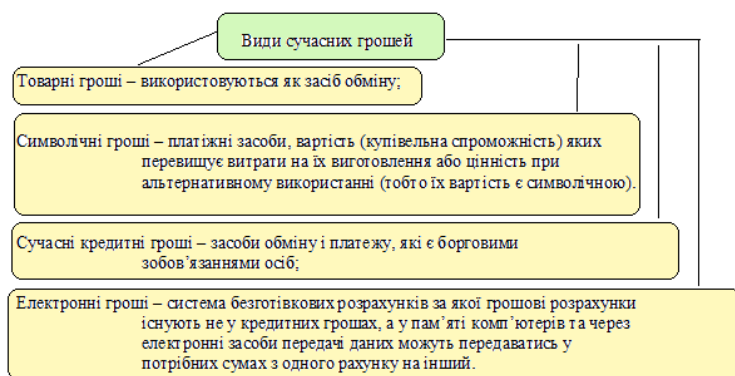 Види сучасних грошей
Товарні гроші – використовуються як засіб обміну;
Символічні гроші – платіжні засоби, вартість (купівельна спроможність) яких
перевищує витрати на їх виготовлення або цінність при
альтернативному використанні (тобто їх вартість є символічною).
Сучасні кредитні гроші – засоби обміну і платежу, які є борговими
зобов’язаннями осіб;
Електронні гроші – система безготівкових розрахунків за якої грошові розрахунки
існують не у кредитних грошах, а у пам’яті комп’ютерів та через
електронні засоби передачі даних можуть передаватись у
потрібних сумах з одного рахунку на інший.